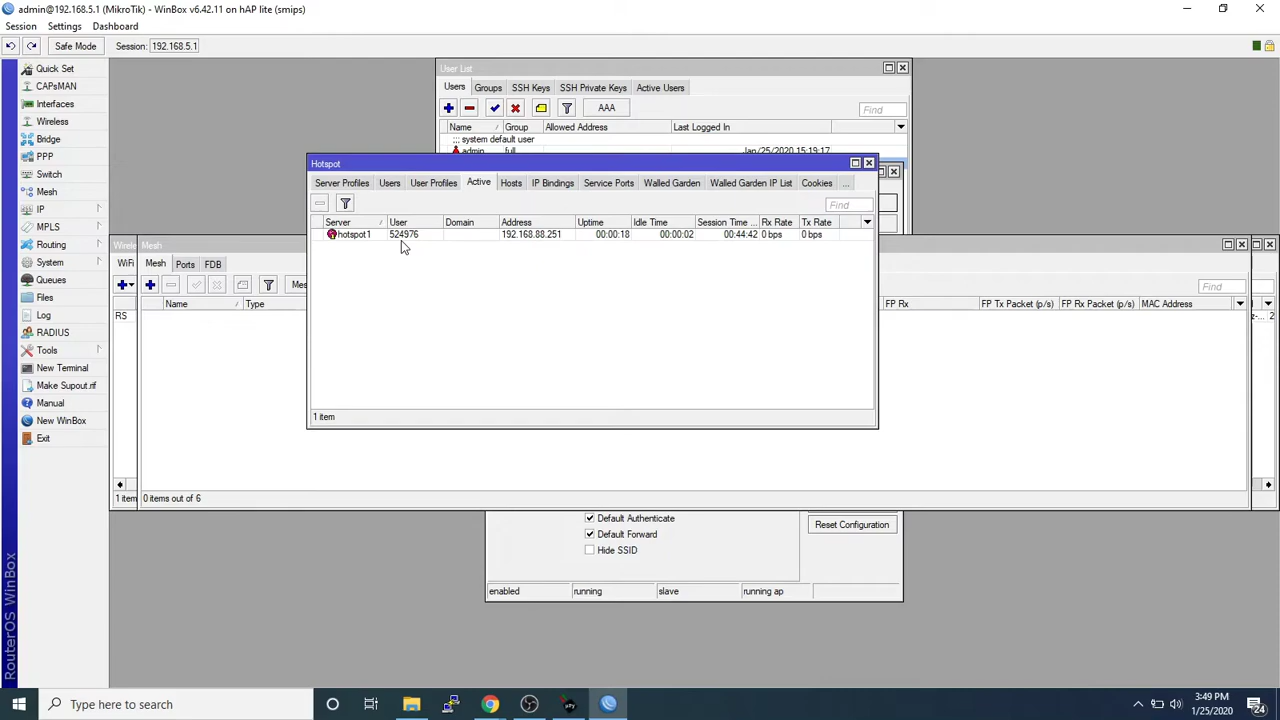 admin@192.168.5.1 (MikroTik) - WinBox v6.42.11 on hAP lite (smips)
Session Settings Dashboard
Safe Mode Session: 192.168.5.1
Quick Set
CAPsMAN
Interfaces
Wireless
Bridge
PPP
Switch
Mesh
IP
MPLS
Routing
System
Queues
Files
Log
RADIUS
Tools
New Terminal
Make Supout.rif
Manual
New WinBox
Exit
RouterOS WinBox
User List
Users Groups SSH Keys SSH Private Keys Active Users
AAA Find
Name / Group Allowed Address Last Logged In
;;; system default user
admin full Jan/25/2020 15:19:17
Hotspot
Server Profiles Users User Profiles Active Hosts IP Bindings Service Ports Walled Garden Walled Garden IP List Cookies ...
Find
Server / User Domain Address Uptime Idle Time Session Time ... Rx Rate Tx Rate
hotspot1 524976 192.168.88.251 00:00:18 00:00:02 00:44:42 0 bps 0 bps
1 item
Mesh
Mesh Ports FDB
Find
Name / Type FP Rx FP Tx Packet (p/s) FP Rx Packet (p/s) MAC Address
RS
1 item
0 items out of 6
Default Authenticate
Default Forward
Hide SSID
Reset Configuration
enabled running slave running ap
Type here to search
3:49 PM
1/25/2020
24